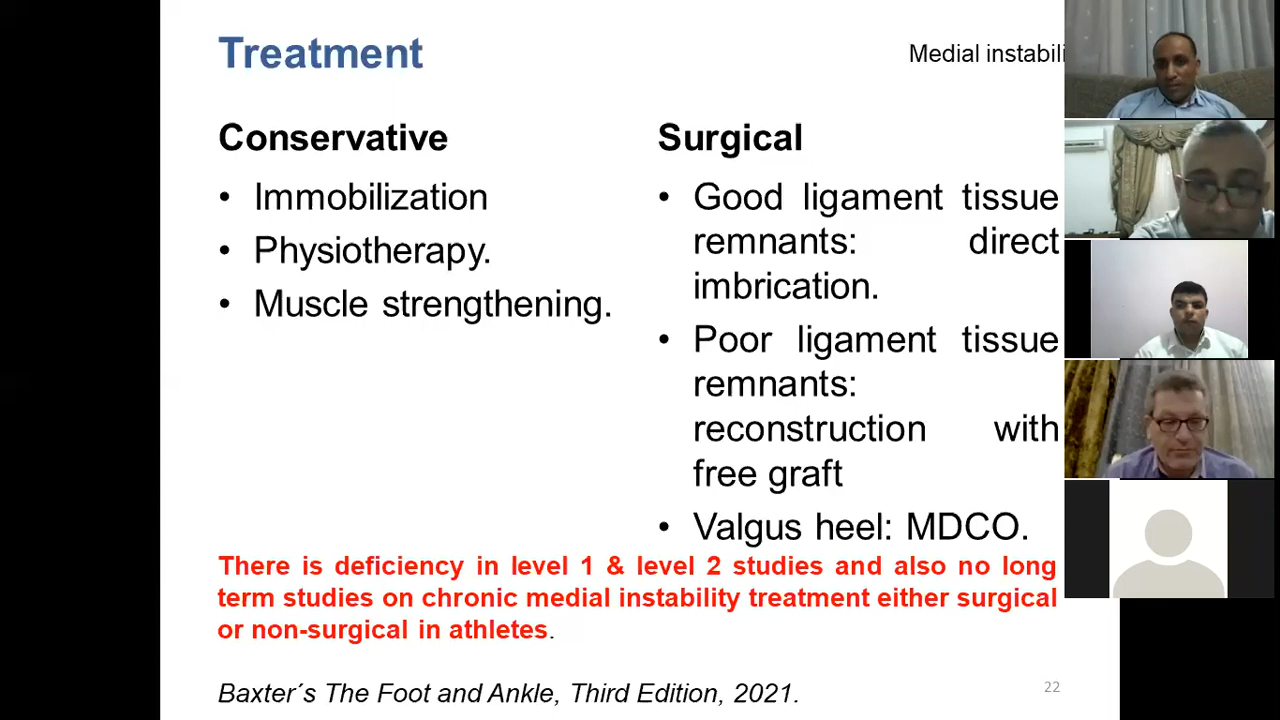 Treatment
Medial instabili
Conservative
• Immobilization
• Physiotherapy.
• Muscle strengthening.
Surgical
• Good ligament tissue
remnants: direct
imbrication.
• Poor ligament tissue
remnants:
reconstruction with
free graft
• Valgus heel: MDCO.
There is deficiency in level 1 & level 2 studies and also no long
term studies on chronic medial instability treatment either surgical
or non-surgical in athletes.
Baxter´s The Foot and Ankle, Third Edition, 2021.
22